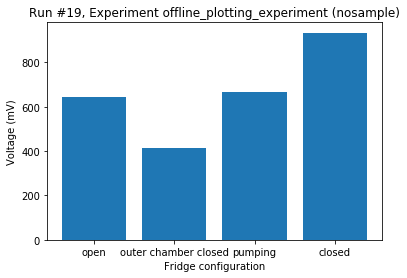 Run #19, Experiment offline_plotting_experiment (nosample)
Voltage (mV)
800
600
400
200
0
open outer chamber closed pumping closed
Fridge configuration